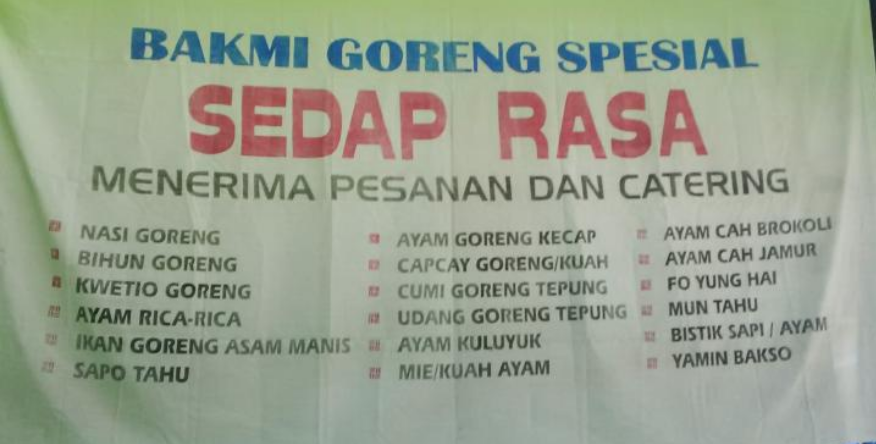 BAKMI GORENG SPESIAL
SEDAP RASA
MENERIMA PESANAN DAN CATERING
NASI GORENG
BIHUN GORENG
KWETIO GORENG
AYAM RICA-RICA
IKAN GORENG ASAM MANIS
SAPO TAHU
AYAM GORENG KECAP
CAPCAY GORENG/KUAH
CUMI GORENG TEPUNG
UDANG GORENG TEPUNG
AYAM KULUYUK
MIE/KUAH AYAM
AYAM CAH BROKOLI
AYAM CAH JAMUR
FO YUNG HAI
MUN TAHU
BISTIK SAPI / AYAM
YAMIN BAKSO